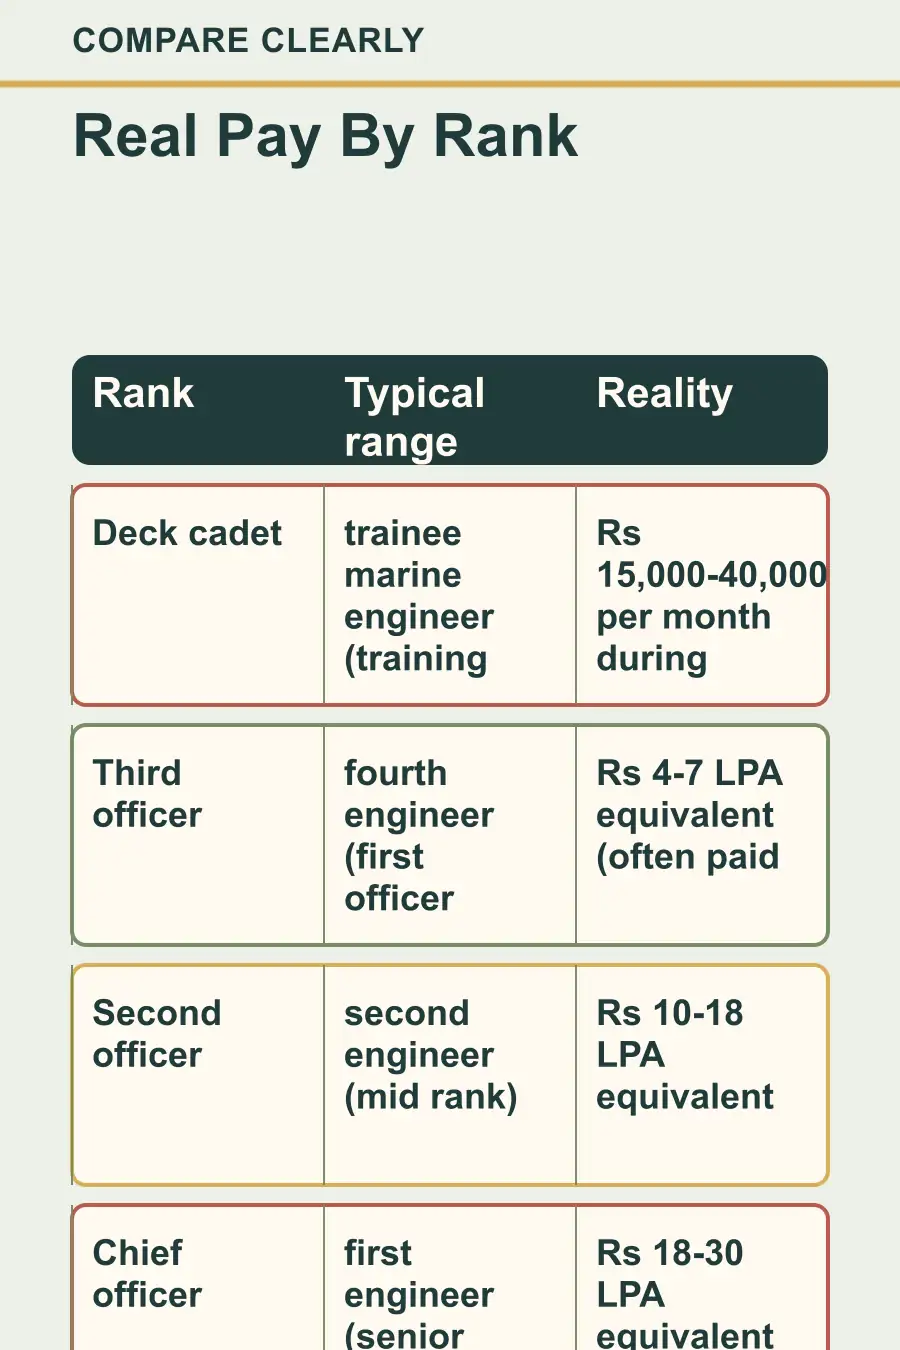 COMPARE CLEARLY
Real Pay By Rank
Rank
Typical
range
Reality
Deck cadet
trainee
marine
engineer
(training
Rs
15,000-40,000
per month
during
Third
officer
fourth
engineer
(first
officer
Rs 4-7 LPA
equivalent
(often paid
Second
officer
second
engineer
(mid rank)
Rs 10-18
LPA
equivalent
Chief
officer
first
engineer
(senior
Rs 18-30
LPA
equivalent